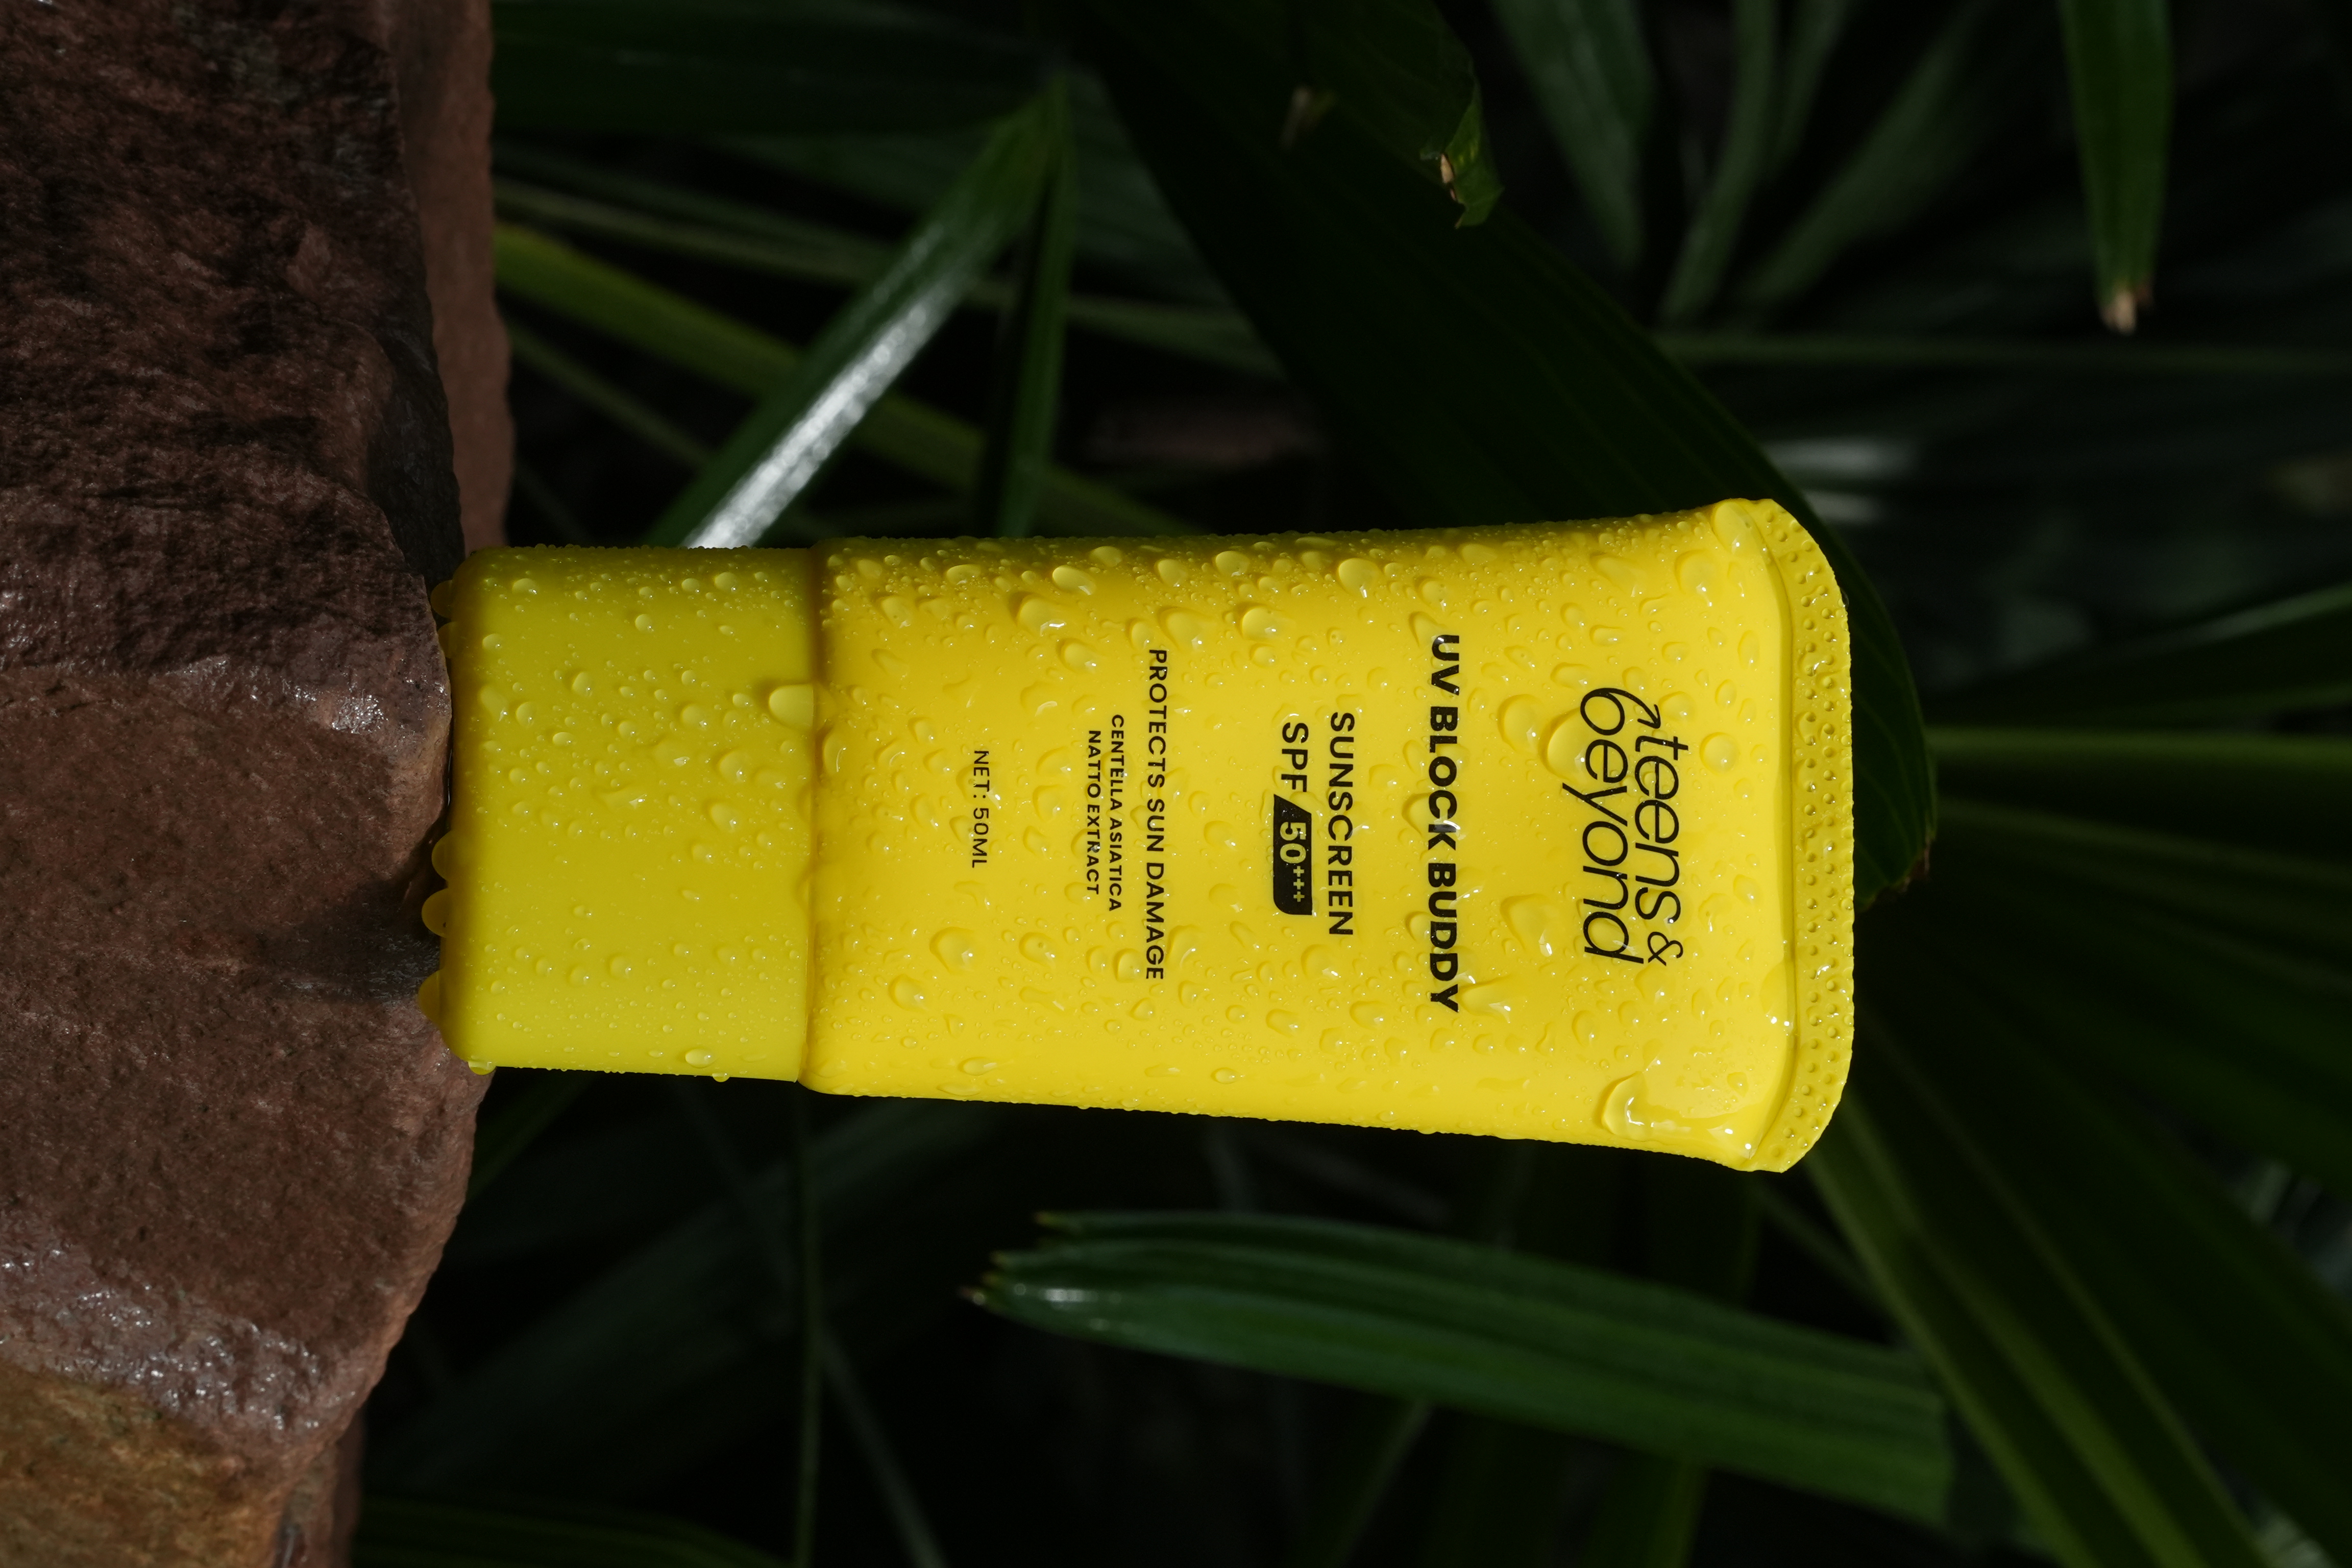 teens &
beyond
UV BLOCK BUDDY
SUNSCREEN
SPF 50+++
PROTECTS SUN DAMAGE
CENTELLA ASIATICA
NATTO EXTRACT
NET: 50ML